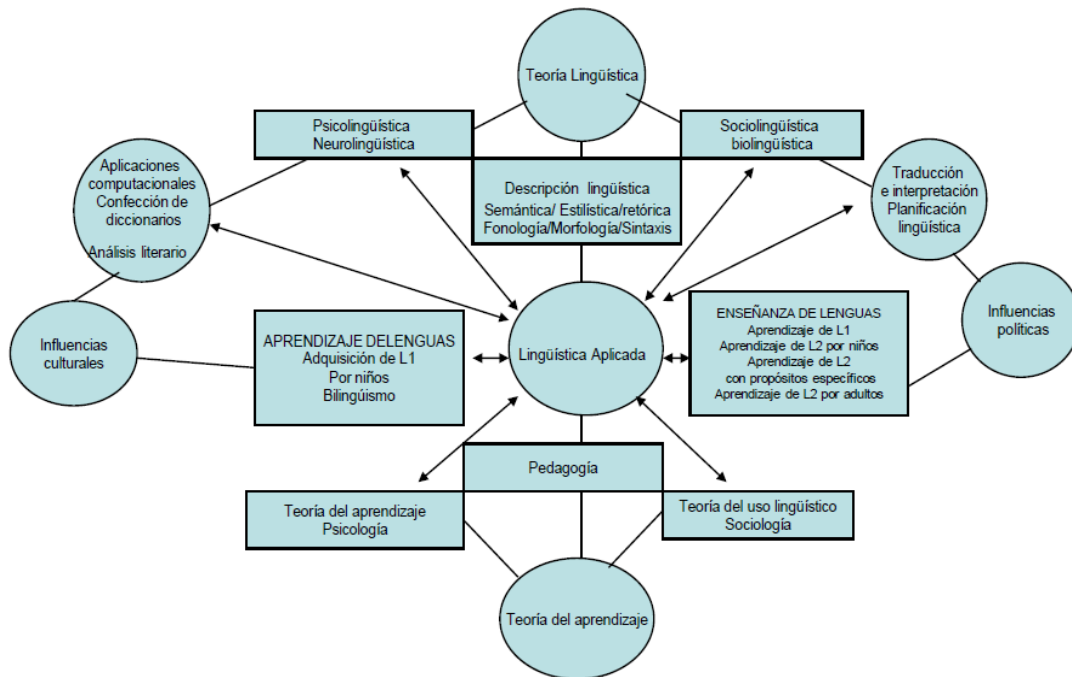 Teoría Lingüística
Psicolingüística
Neurolingüística
Sociolingüística
biolingüística
Aplicaciones
computacionales
Confección de
diccionarios
Análisis literario
Descripción lingüística
Semántica/ Estilística/retórica
Fonología/Morfología/Sintaxis
Traducción
e interpretación
Planificación
lingüística
Influencias
culturales
APRENDIZAJE DELENGUAS
Adquisición de L1
Por niños
Bilingúismo
Lingüística Aplicada
ENSEÑANZA DE LENGUAS
Aprendizaje de L1
Aprendizaje de L2 por niños
Aprendizaje de L2
con propósitos específicos
Aprendizaje de L2 por adultos
Influencias
políticas
Pedagogía
Teoría del aprendizaje
Psicología
Teoría del uso lingüístico
Sociología
Teoría del aprendizaje